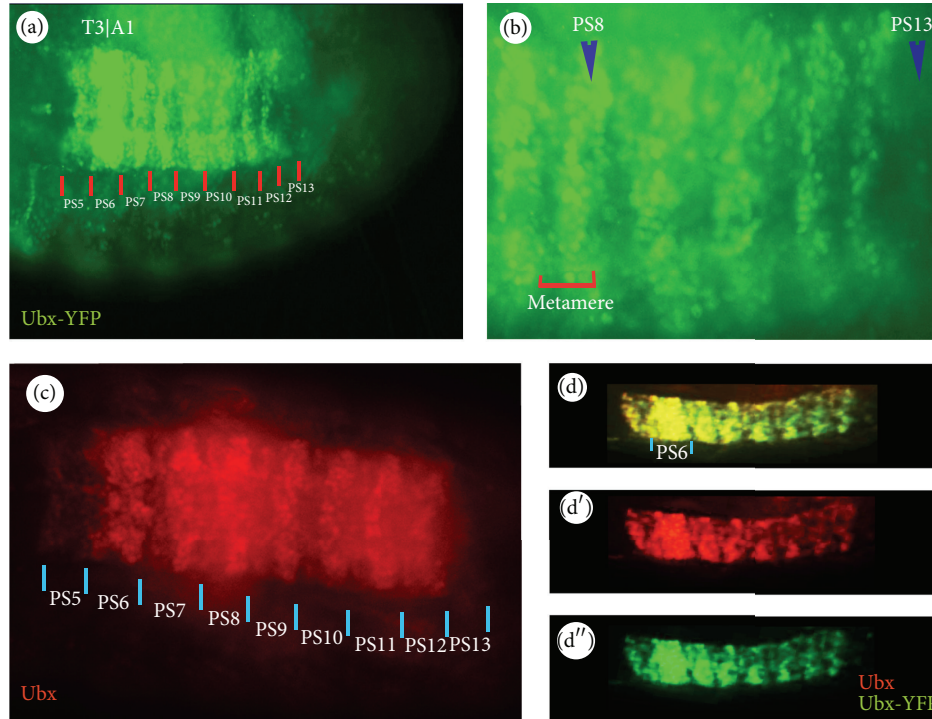 (a)
T3|A1
PS5 PS6 PS7 PS8 PS9 PS10 PS11 PS12 PS13
Ubx-YFP
(b)
PS8 PS13
Metamere
(c)
PS5 PS6 PS7 PS8 PS9 PS10 PS11 PS12 PS13
Ubx
(d)
PS6
(d′)
(d″)
Ubx
Ubx-YFP